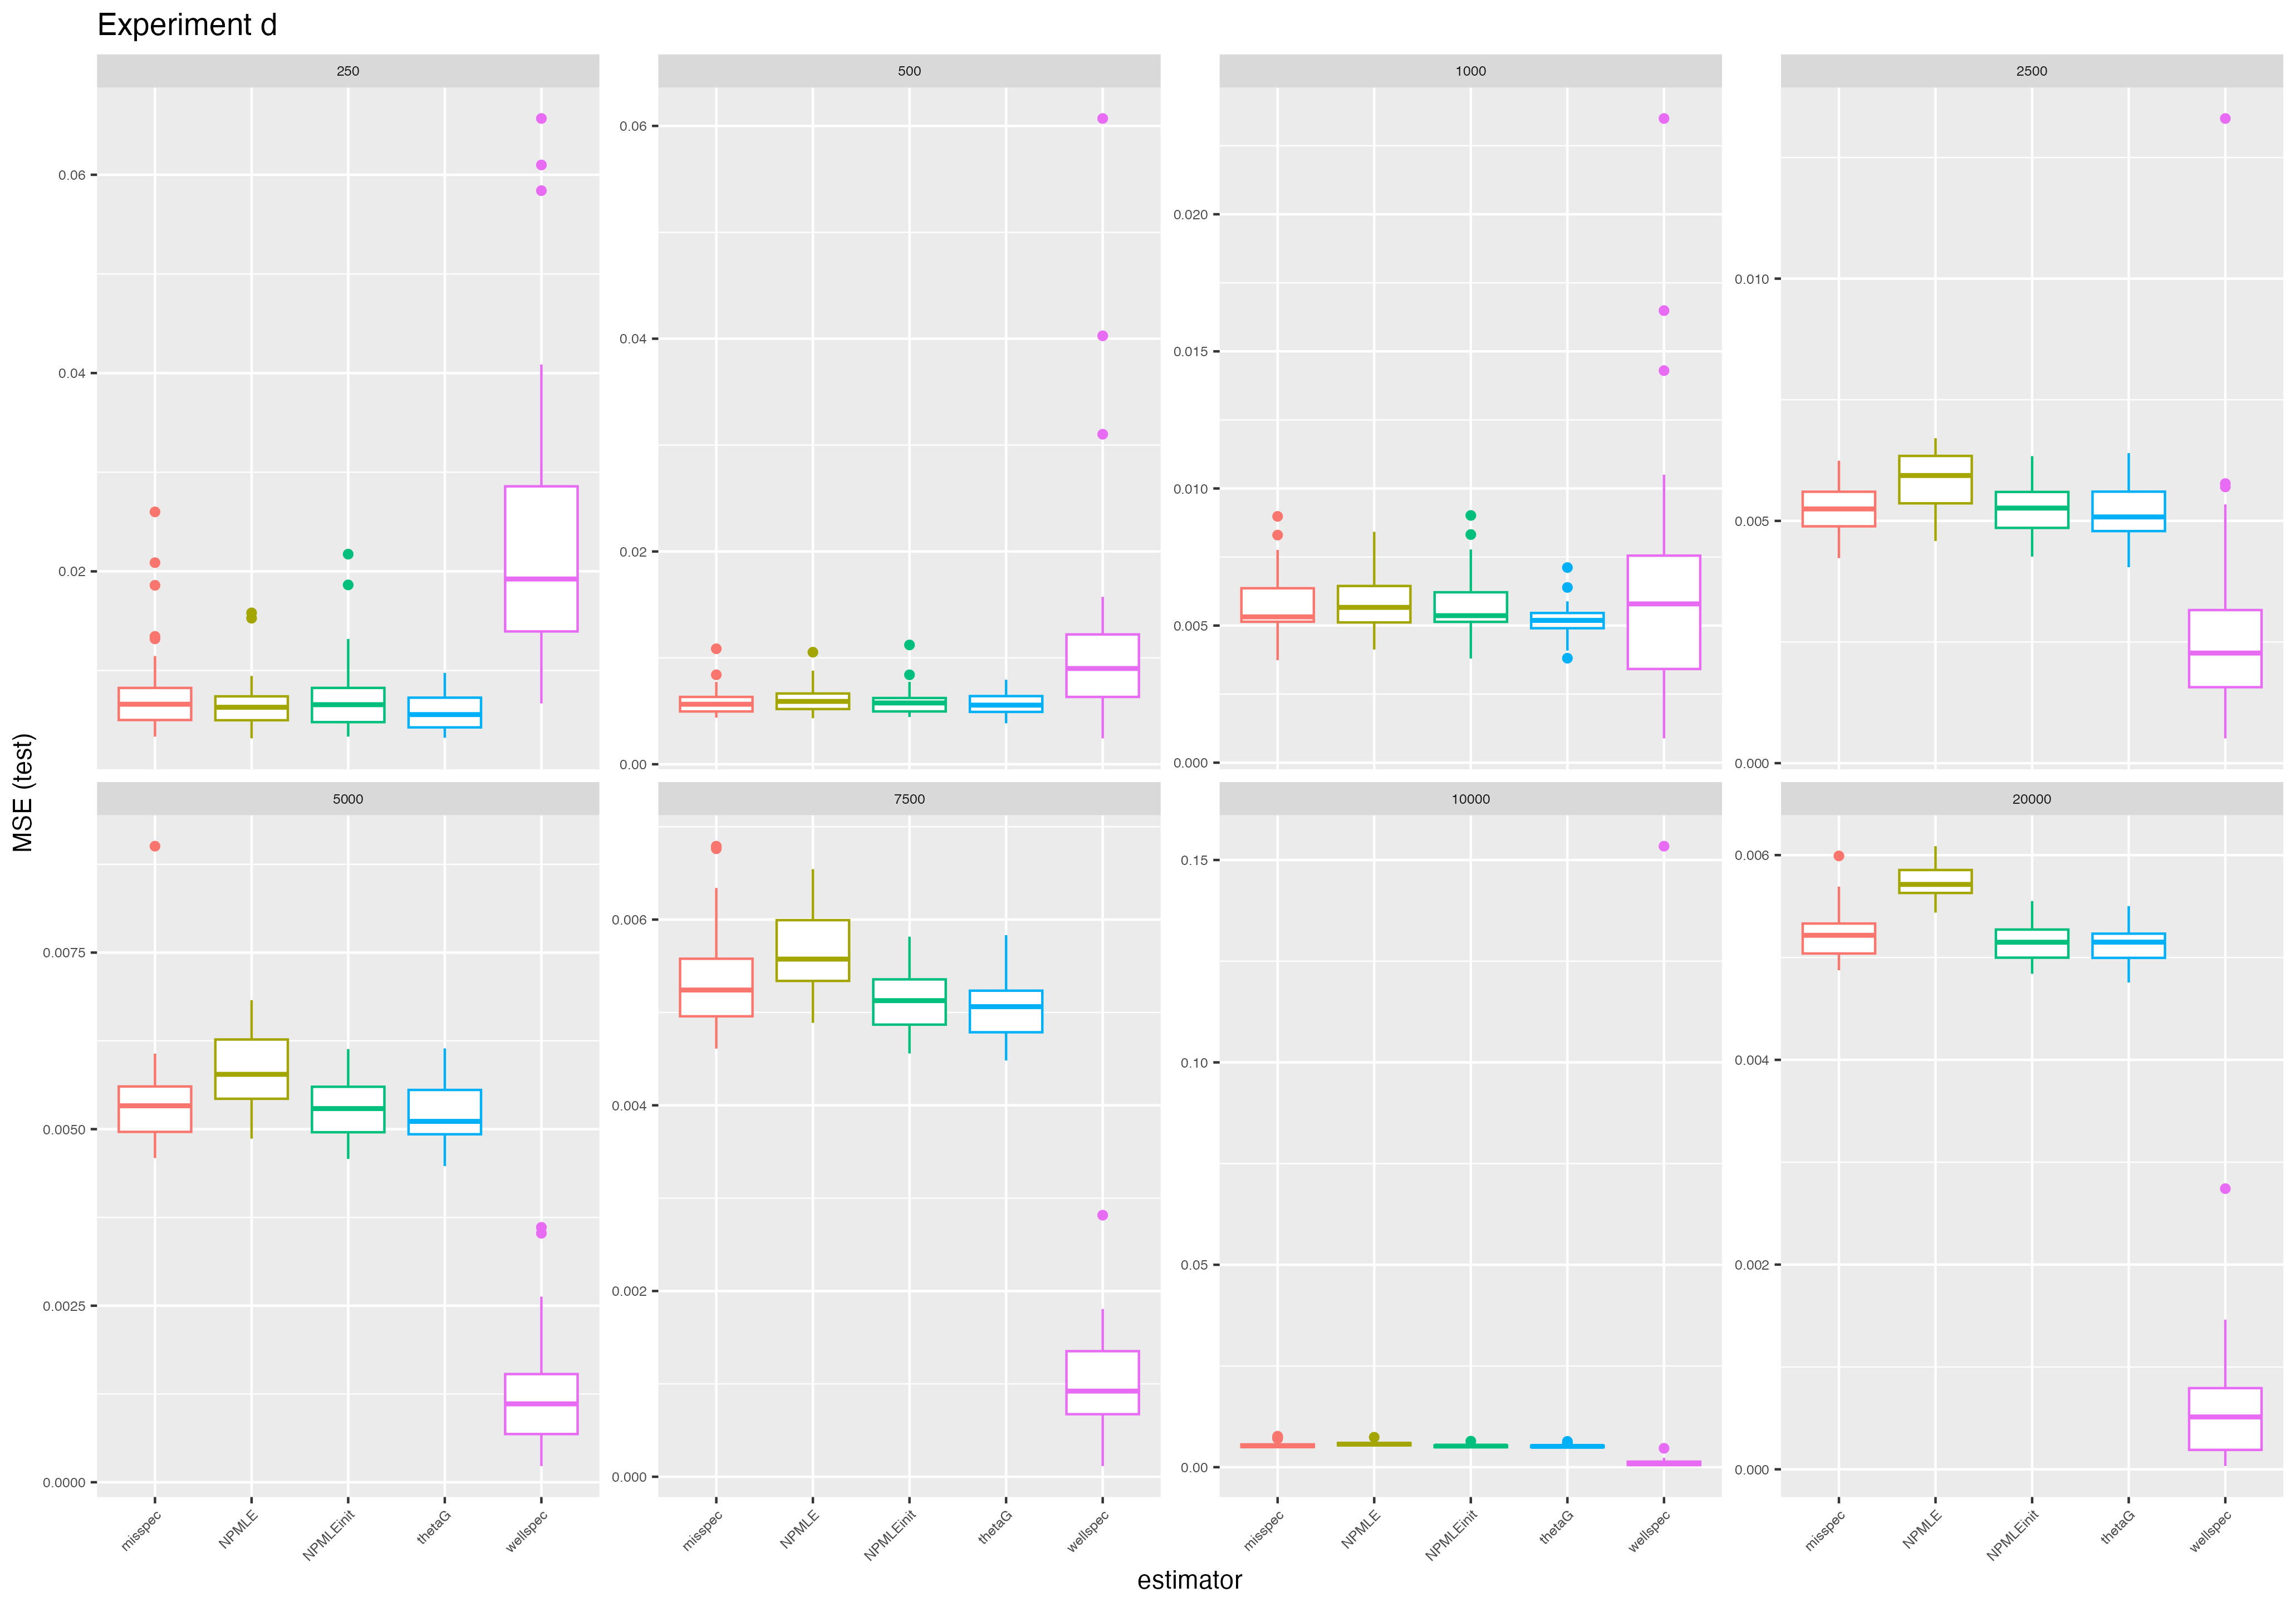 Experiment d
250
500
1000
2500
0.06
0.04
0.02
0.06
0.04
0.02
0.00
0.020
0.015
0.010
0.005
0.000
0.010
0.005
0.000
MSE (test)
5000
7500
10000
20000
0.0075
0.0050
0.0025
0.0000
0.006
0.004
0.002
0.000
0.15
0.10
0.05
0.00
0.006
0.004
0.002
0.000
misspec
NPMLE
NPMLEinit
thetaG
wellspec
misspec
NPMLE
NPMLEinit
thetaG
wellspec
misspec
NPMLE
NPMLEinit
thetaG
wellspec
misspec
NPMLE
NPMLEinit
thetaG
wellspec
estimator